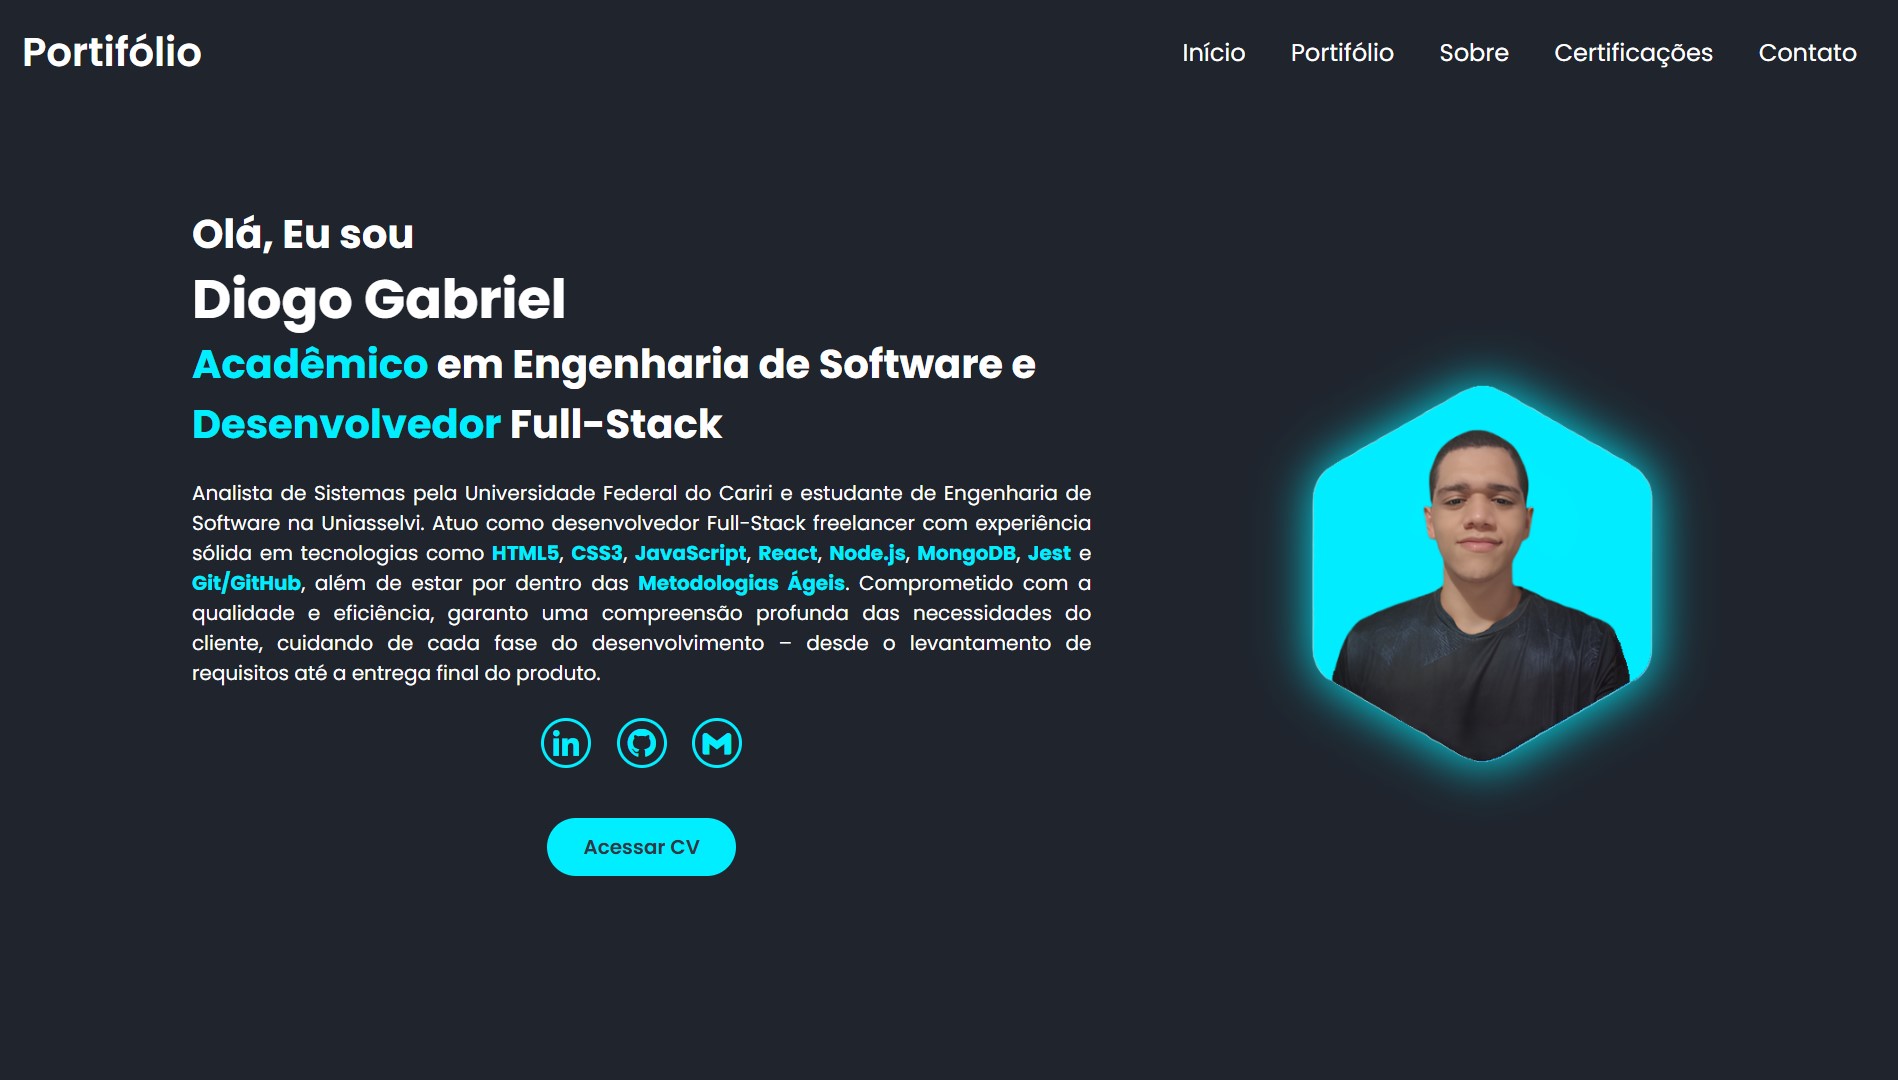 Portifólio
Início Portifólio Sobre Certificações Contato
Olá, Eu sou
Diogo Gabriel
Acadêmico em Engenharia de Software e
Desenvolvedor Full-Stack
Analista de Sistemas pela Universidade Federal do Cariri e estudante de Engenharia de
Software na Uniasselvi. Atuo como desenvolvedor Full-Stack freelancer com experiência
sólida em tecnologias como HTML5, CSS3, JavaScript, React, Node.js, MongoDB, Jest e
Git/GitHub, além de estar por dentro das Metodologias Ágeis. Comprometido com a
qualidade e eficiência, garanto uma compreensão profunda das necessidades do
cliente, cuidando de cada fase do desenvolvimento – desde o levantamento de
requisitos até a entrega final do produto.
in
Acessar CV